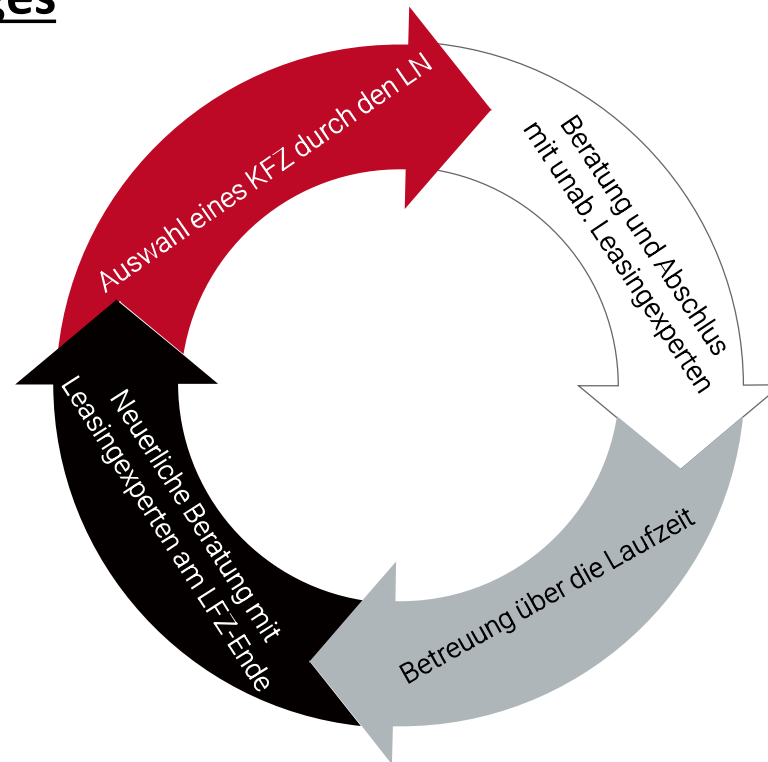 ges
Auswahl eines KFZ durch den LN
Beratung und Abschlus
mit unab. Leasingexperten
Betreuung über die Laufzeit
Neuerliche Beratung mit
Leasingexperten am LFZ-Ende